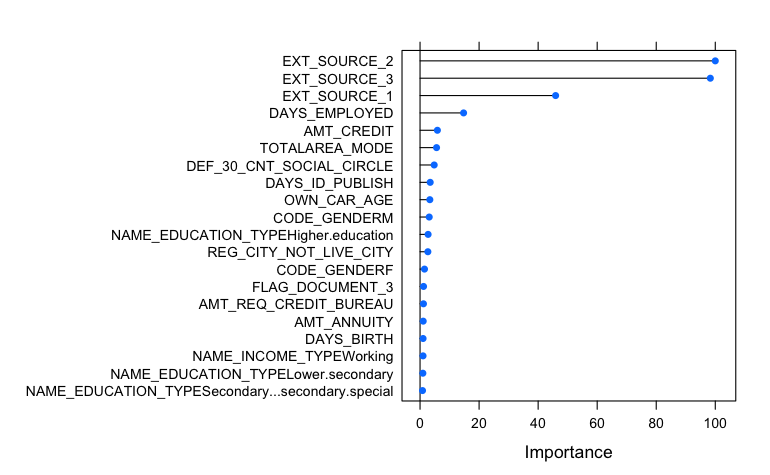 EXT_SOURCE_2
EXT_SOURCE_3
EXT_SOURCE_1
DAYS_EMPLOYED
AMT_CREDIT
TOTALAREA_MODE
DEF_30_CNT_SOCIAL_CIRCLE
DAYS_ID_PUBLISH
OWN_CAR_AGE
CODE_GENDERM
NAME_EDUCATION_TYPEHigher.education
REG_CITY_NOT_LIVE_CITY
CODE_GENDERF
FLAG_DOCUMENT_3
AMT_REQ_CREDIT_BUREAU
AMT_ANNUITY
DAYS_BIRTH
NAME_INCOME_TYPEWorking
NAME_EDUCATION_TYPELower.secondary
NAME_EDUCATION_TYPESecondary...secondary.special
0 20 40 60 80 100
Importance